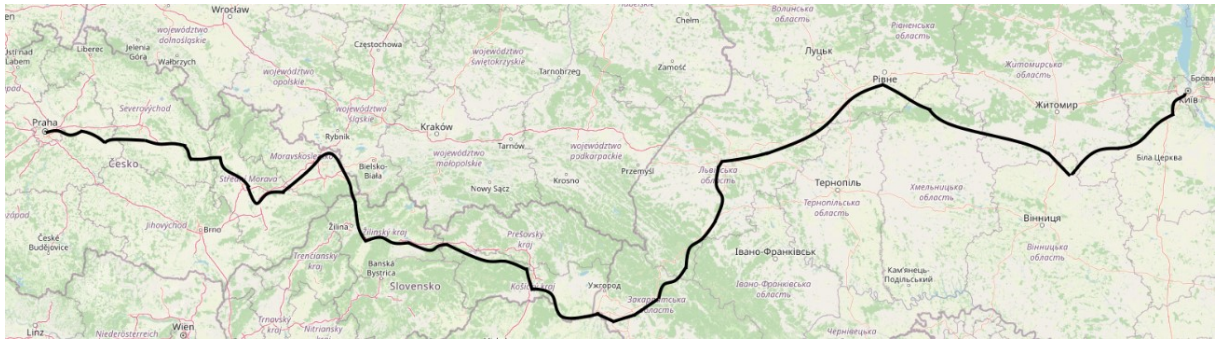 Wrocław
Chełm
Волинська
область
Рівненська
область
województwo
dolnośląskie
Częstochowa
województwo
świętokrzyskie
Луцьк
Liberec
Jelenia
Góra
Wałbrzych
Ústí nad
Labem
województwo
opolskie
Tarnobrzeg
Zamość
Житомирська
область
Рівне
Бровар
Київ
Житомир
Praha
Severovýchod
województwo
śląskie
Rybnik
Kraków
Tarnów
województwo
podkarpackie
województwo
małopolskie
Česko
Moravskosle
Bielsko-
Biała
Przemyśl
Львівська
область
Біла Церква
Střed
Morava
Nowy Sącz
Krosno
Тернопіль
Тернопільська
область
Хмельницька
область
Вінниця
Вінницька
область
západ
Jihovýchod
Brno
České
Budějovice
Žilina
Žilinský kraj
Trenčiansky
kraj
Prešovský
kraj
Banská
Bystrica
Slovensko
Košický kraj
Ужгород
Закарпатська
область
Івано-Франківськ
Івано-Франківська
область
Кам'янець-
Подільський
Чернівецька
Linz
Niederösterreich
Wien
Trnavský
kraj
Nitriansky
kraj